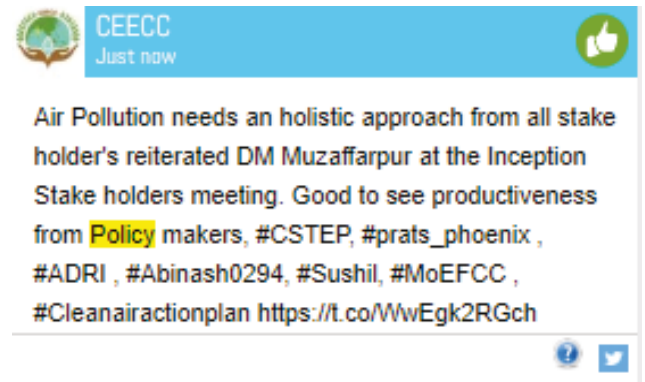 CEECC
Just now
Air Pollution needs an holistic approach from all stake
holder's reiterated DM Muzaffarpur at the Inception
Stake holders meeting. Good to see productiveness
from Policy makers, #CSTEP, #prats_phoenix ,
#ADRI , #Abinash0294, #Sushil, #MoEFCC ,
#Cleanairactionplan https://t.co/WwEgk2RGch